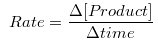 Rate = Δ[Product] / Δtime